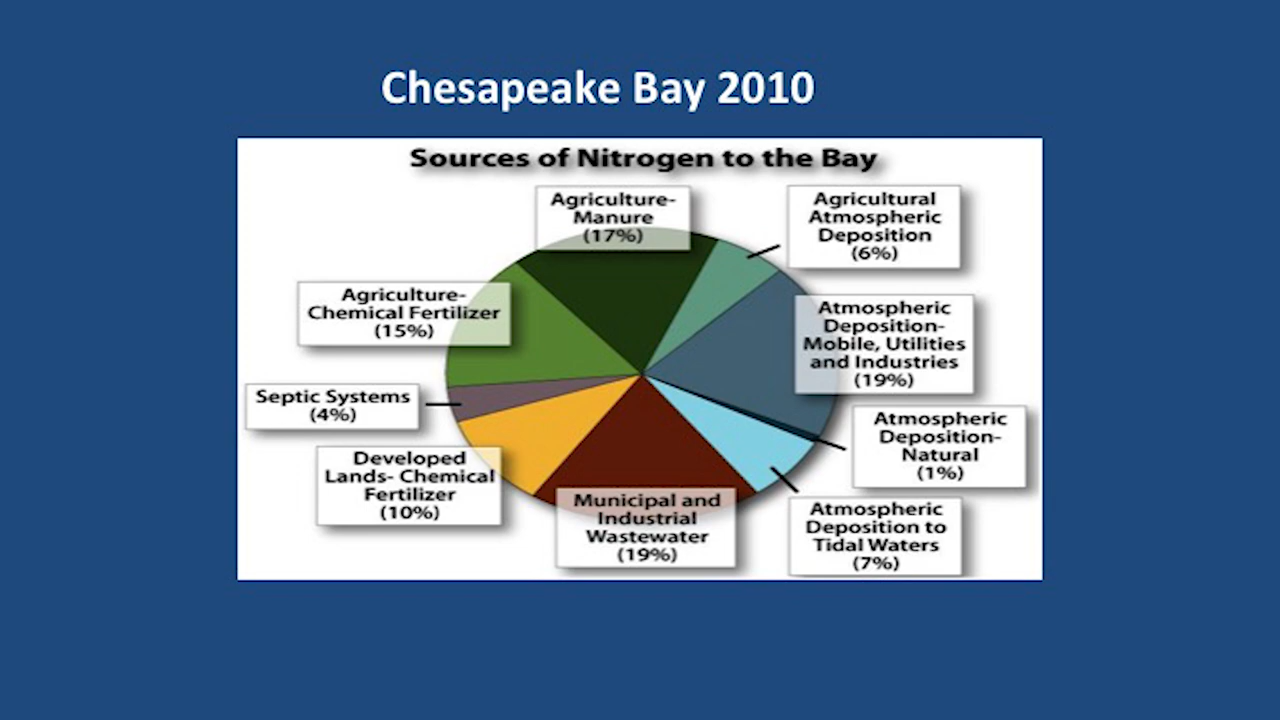 Chesapeake Bay 2010
Sources of Nitrogen to the Bay
Agriculture-
Manure
(17%)
Agricultural
Atmospheric
Deposition
(6%)
Agriculture-
Chemical Fertilizer
(15%)
Atmospheric
Deposition-
Mobile, Utilities
and Industries
(19%)
Septic Systems
(4%)
Atmospheric
Deposition-
Natural
(1%)
Developed
Lands- Chemical
Fertilizer
(10%)
Municipal and
Industrial
Wastewater
(19%)
Atmospheric
Deposition to
Tidal Waters
(7%)